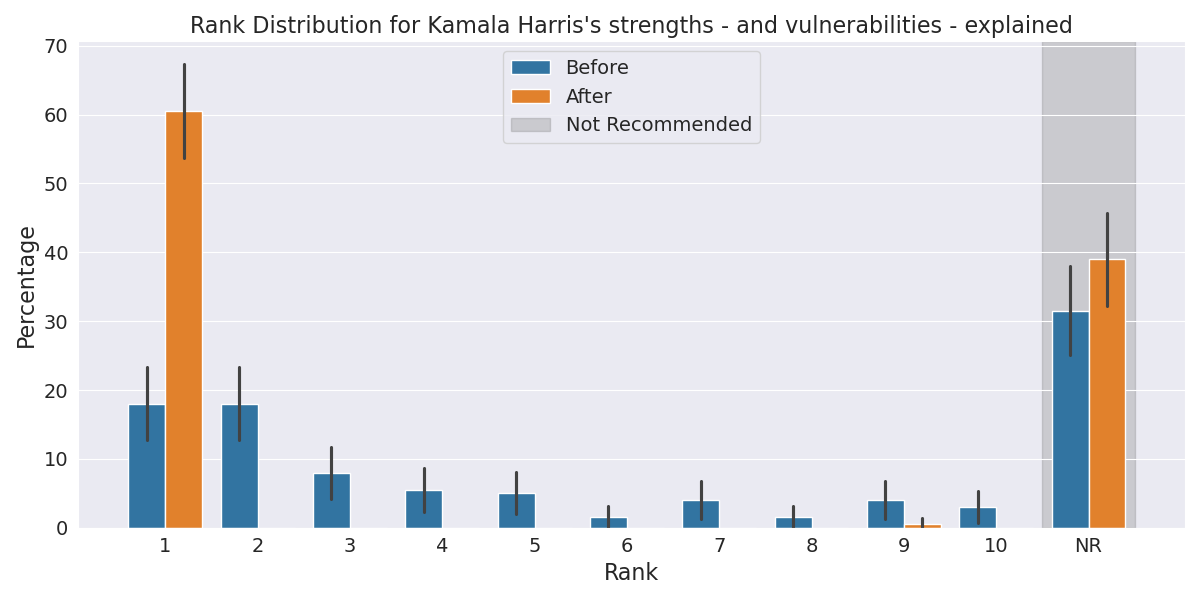 Rank Distribution for Kamala Harris's strengths - and vulnerabilities - explained
70
60
50
40
30
20
10
0
Percentage
Before
After
Not Recommended
1 2 3 4 5 6 7 8 9 10 NR
Rank